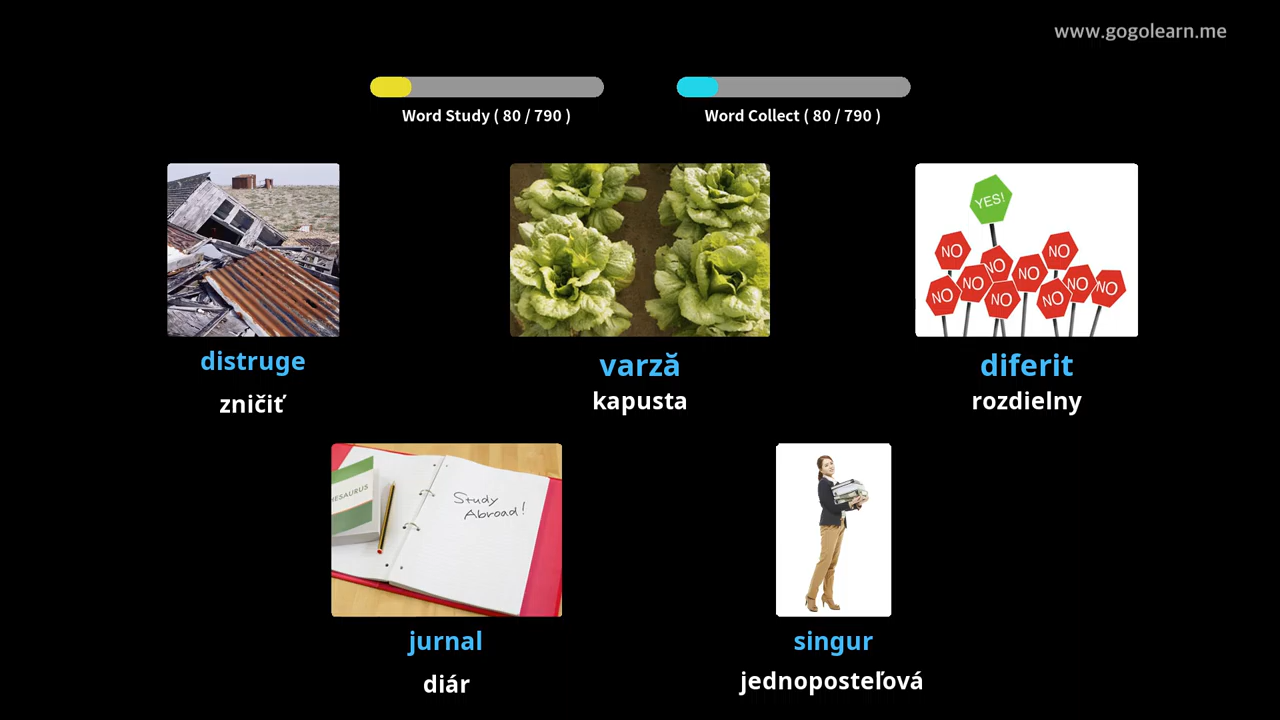 www.gogolearn.me
Word Study ( 80 / 790 )
Word Collect ( 80 / 790 )
YES!
NO
NO
NO
NO
NO
NO
NO
NO
NO
NO
distruge
zničiť
varză
kapusta
diferit
rozdielny
HESAURUS
Study
Abroad!
jurnal
diár
singur
jednoposteľová